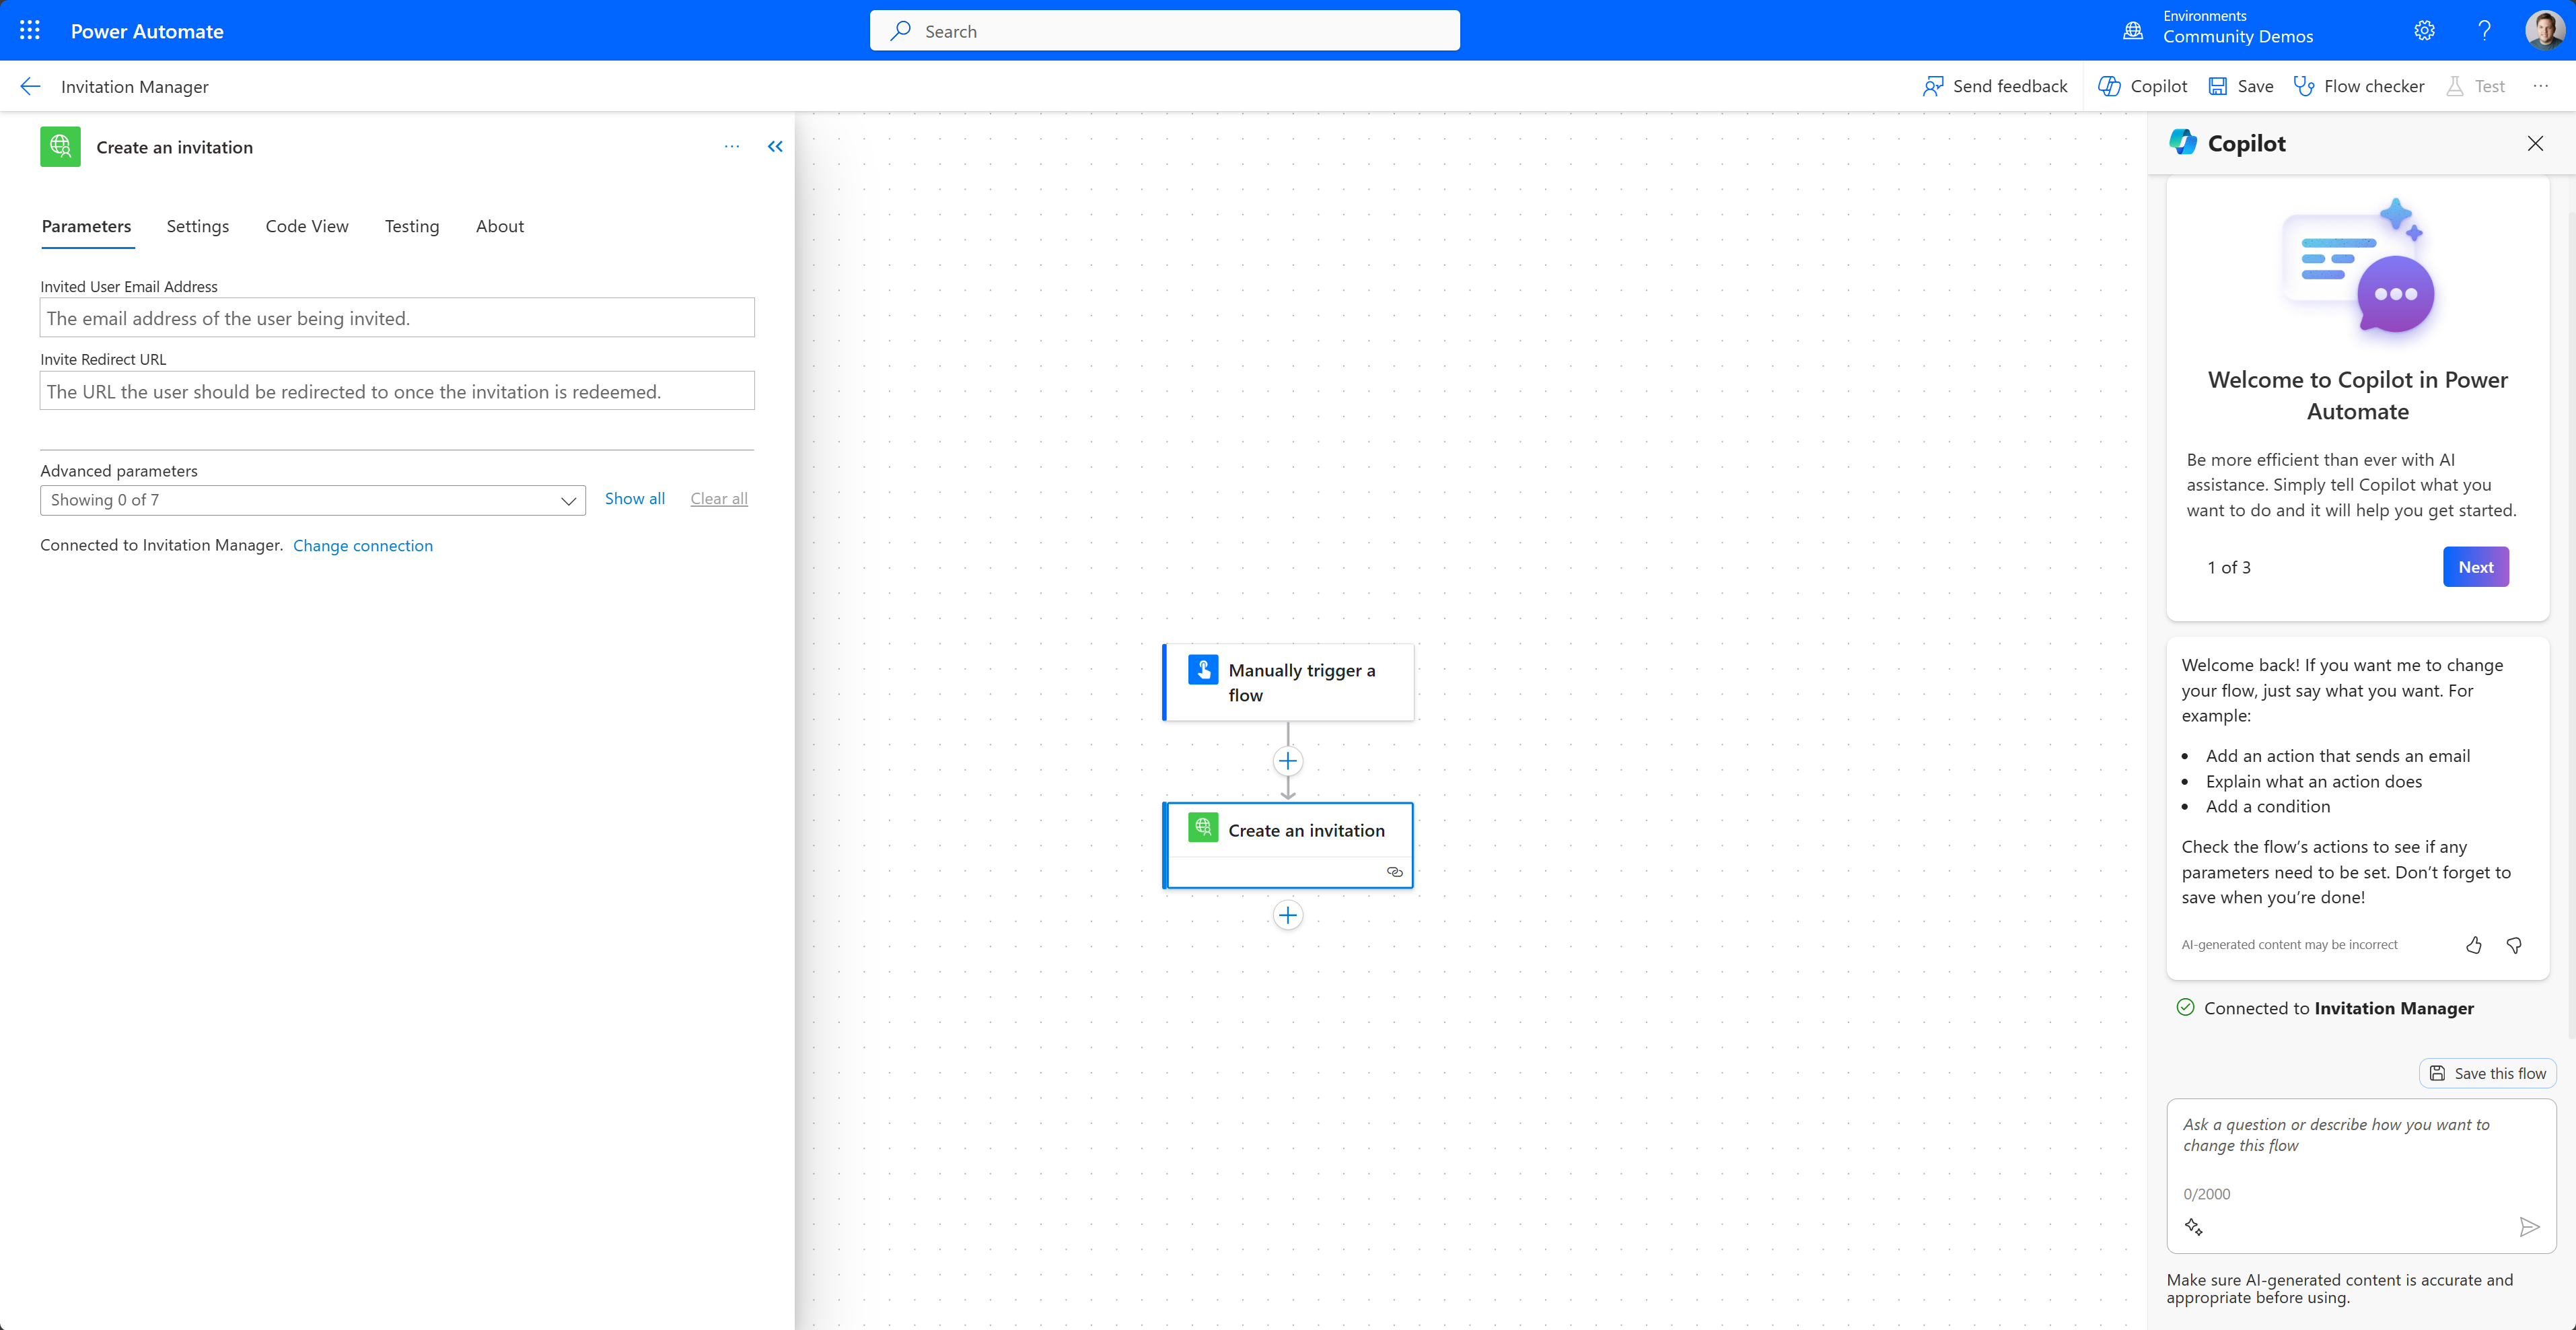 Power Automate
Search
Environments
Community Demos
Invitation Manager
Send feedback
Copilot
Save
Flow checker
Test
Create an invitation
Parameters
Settings
Code View
Testing
About
Invited User Email Address
The email address of the user being invited.
Invite Redirect URL
The URL the user should be redirected to once the invitation is redeemed.
Advanced parameters
Showing 0 of 7
Show all
Clear all
Connected to Invitation Manager.
Change connection
Manually trigger a
flow
Create an invitation
Copilot
Welcome to Copilot in Power
Automate
Be more efficient than ever with AI
assistance. Simply tell Copilot what you
want to do and it will help you get started.
1 of 3
Next
Welcome back! If you want me to change
your flow, just say what you want. For
example:
Add an action that sends an email
Explain what an action does
Add a condition
Check the flow’s actions to see if any
parameters need to be set. Don’t forget to
save when you’re done!
AI-generated content may be incorrect
Connected to Invitation Manager
Save this flow
Ask a question or describe how you want to
change this flow
0/2000
Make sure AI-generated content is accurate and
appropriate before using.